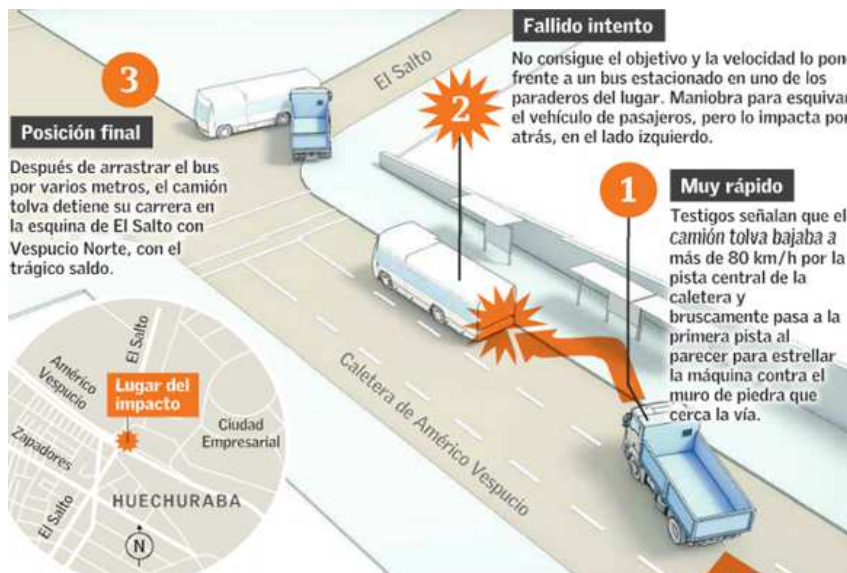 Fallido intento
No consigue el objetivo y la velocidad lo pone
frente a un bus estacionado en uno de los
paraderos del lugar. Maniobra para esquivar
el vehículo de pasajeros, pero lo impacta por
atrás, en el lado izquierdo.
El Salto
3
2
1
Posición final
Después de arrastrar el bus
por varios metros, el camión
tolva detiene su carrera en
la esquina de El Salto con
Vespucio Norte, con el
trágico saldo.
Muy rápido
Testigos señalan que el
camión tolva bajaba a
más de 80 km/h por la
pista central de la
caletera y
bruscamente pasa a la
primera pista al
parecer para estrellar
la máquina contra el
muro de piedra que
cerca la vía.
Caletera de Américo Vespucio
El Salto
Américo
Vespucio
Lugar del
impacto
Ciudad
Empresarial
Zapadores
HUECHURABA
El Salto
N